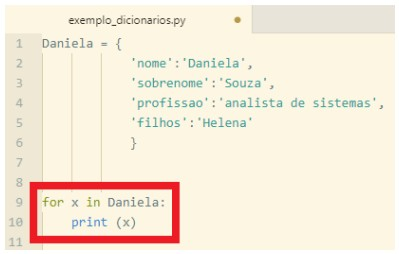 exemplo_dicionarios.py
1 Daniela = {
2 'nome':'Daniela',
3 'sobrenome':'Souza',
4 'profissao':'analista de sistemas',
5 'filhos':'Helena'
6 }
7
8
9 for x in Daniela:
10 print (x)
11